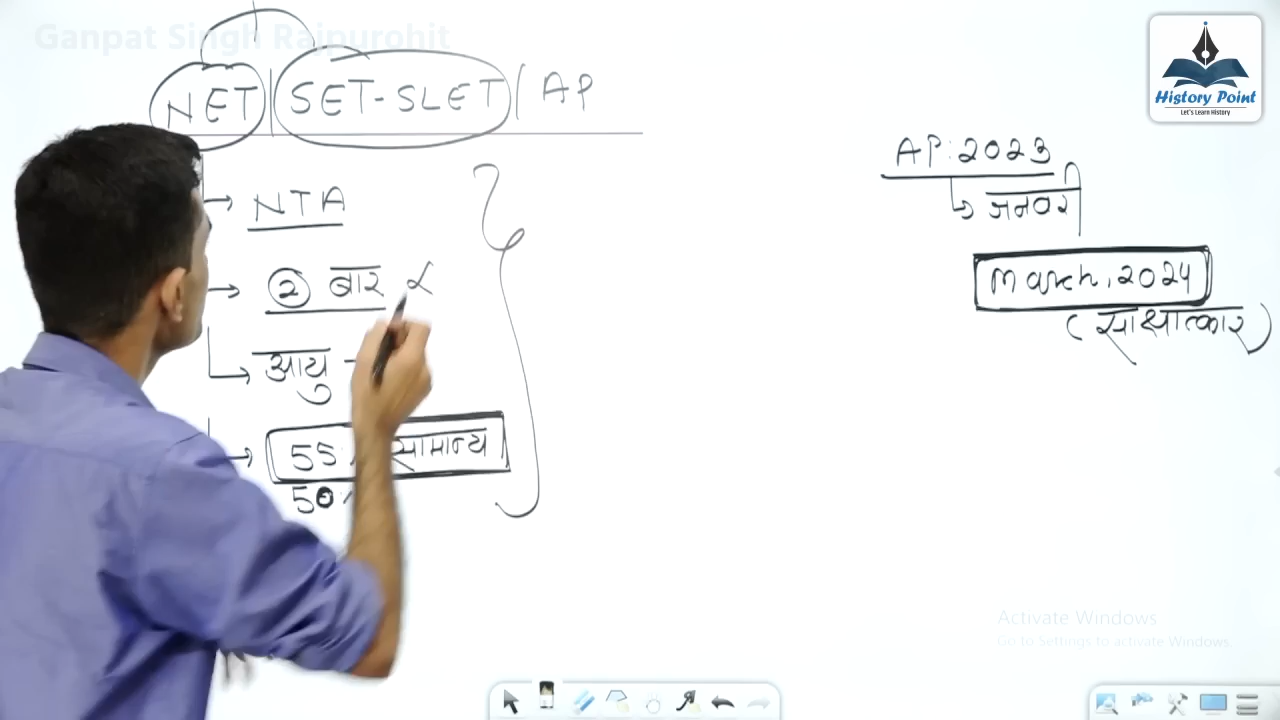 Ganpat Singh Rajpurohit
NET | SET-SLET / AP
→ NTA
→ 2 बार
→ आयु
→ 55 सामान्य
50
AP: 2023
↳ जनवरी
March, 2024
(साक्षात्कार)
History Point
Let's Learn History
Activate Windows
Go to Settings to activate Windows.